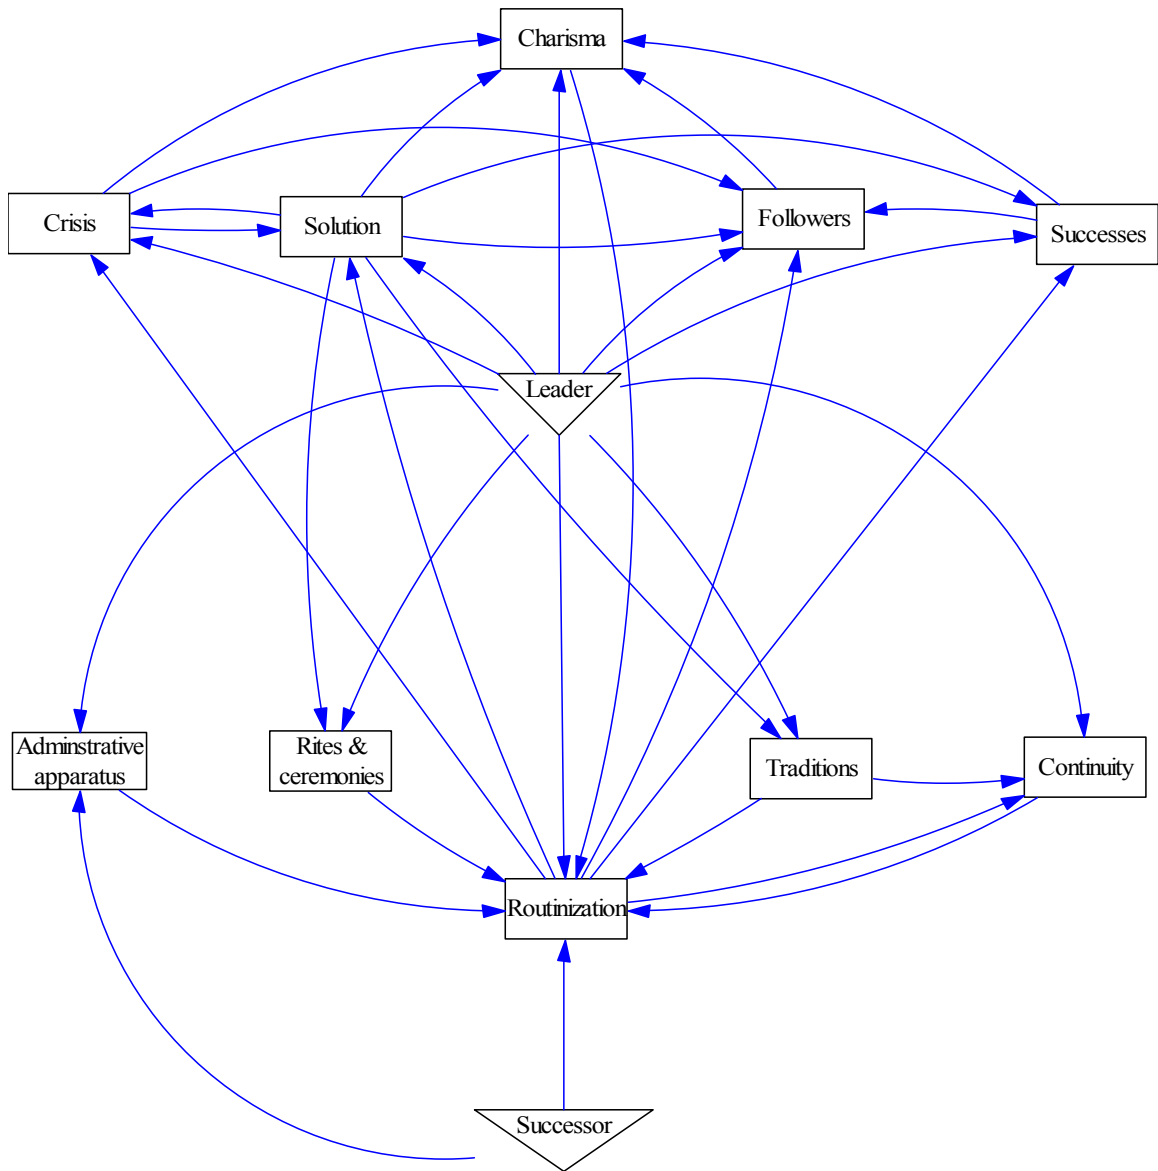 Charisma
Crisis
Solution
Followers
Successes
Leader
Adminstrative
apparatus
Rites &
ceremonies
Traditions
Continuity
Routinization
Successor